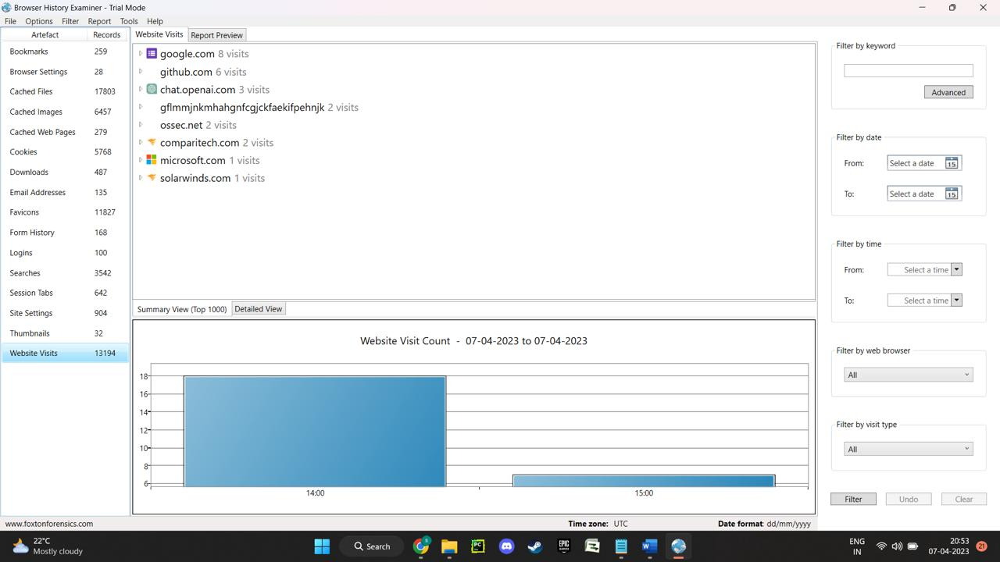 Browser History Examiner - Trial Mode
File Options Filter Report Tools Help
Artefact Records
Bookmarks 259
Browser Settings 28
Cached Files 17803
Cached Images 6457
Cached Web Pages 279
Cookies 5768
Downloads 487
Email Addresses 135
Favicons 11827
Form History 168
Logins 100
Searches 3542
Session Tabs 642
Site Settings 904
Thumbnails 32
Website Visits 13194
Website Visits Report Preview
google.com 8 visits
github.com 6 visits
chat.openai.com 3 visits
gflmmjnkmhahgnfcgjckfaekifpehnjk 2 visits
ossec.net 2 visits
comparitech.com 2 visits
microsoft.com 1 visits
solarwinds.com 1 visits
Summary View (Top 1000) Detailed View
Website Visit Count - 07-04-2023 to 07-04-2023
18
16
14
12
10
8
6
14:00 15:00
Filter by keyword
Advanced
Filter by date
From: Select a date 15
To: Select a date 15
Filter by time
From: Select a time
To: Select a time
Filter by web browser
All
Filter by visit type
All
Filter Undo Clear
www.foxtonforensics.com Time zone: UTC Date format: dd/mm/yyyy
22°C
Mostly cloudy
Search
PC
EPIC GAMES
W
ENG
IN
20:53
07-04-2023
21